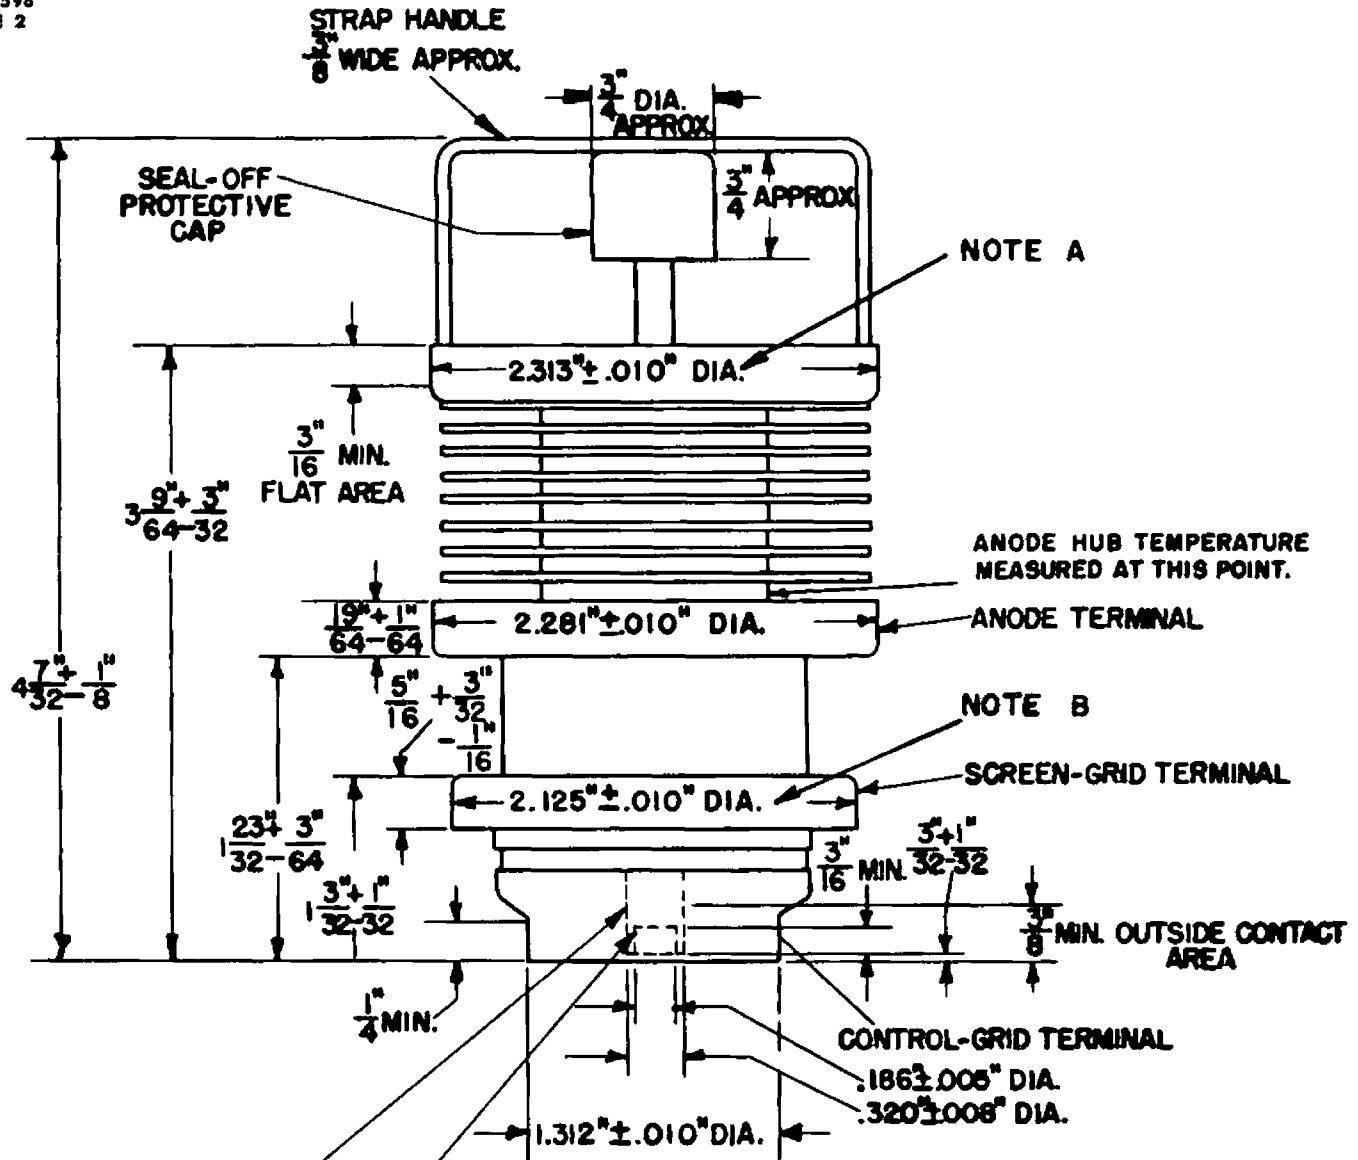 STRAP HANDLE
3/8" WIDE APPROX.
3/4" DIA.
APPROX.
SEAL-OFF
PROTECTIVE
CAP
3/4" APPROX
NOTE A
2.313"±.010" DIA.
3/16" MIN.
FLAT AREA
3 9/64"±3/32"
ANODE HUB TEMPERATURE
MEASURED AT THIS POINT.
19/64"±1/64"
2.281"±.010" DIA.
ANODE TERMINAL
4 7/32"±1/8"
5/16" +3/32"
-1/16"
NOTE B
SCREEN-GRID TERMINAL
2.125"±.010" DIA.
1 23/32"±3/64"
3/16" MIN.
3/32"±1/32"
1 3/32"±1/32"
3/8" MIN. OUTSIDE CONTACT
AREA
1/4" MIN.
CONTROL-GRID TERMINAL
.186"±.005" DIA.
.320"±.008" DIA.
1.312"±.010" DIA.